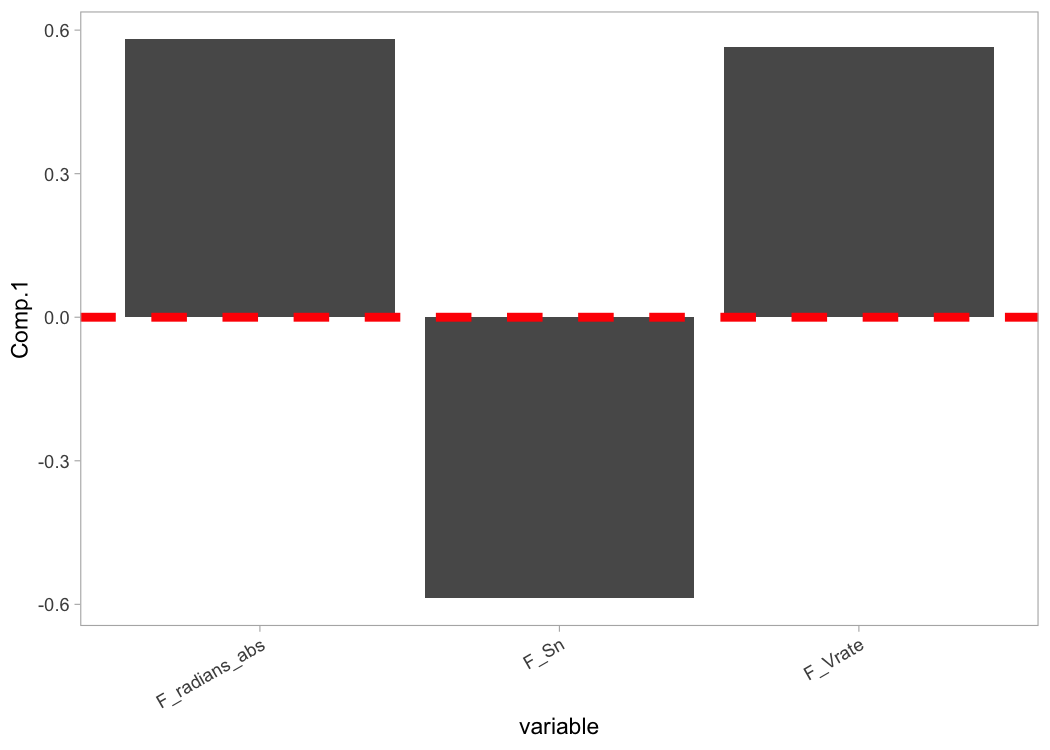 Comp.1
0.6
0.3
0.0
-0.3
-0.6
F_radians_abs
F_Sn
F_Vrate
variable